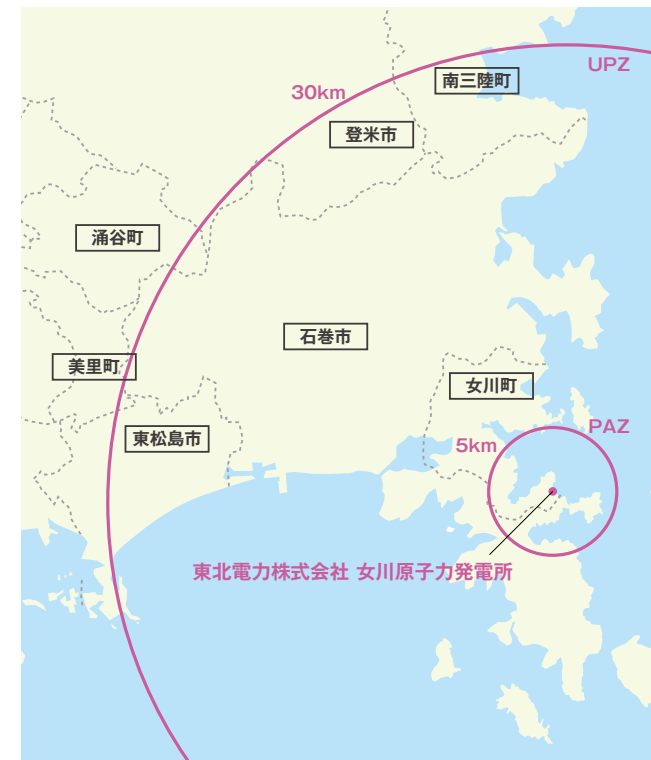 UPZ
南三陸町
30km
登米市
涌谷町
石巻市
美里町
女川町
PAZ
東松島市
5km
東北電力株式会社 女川原子力発電所